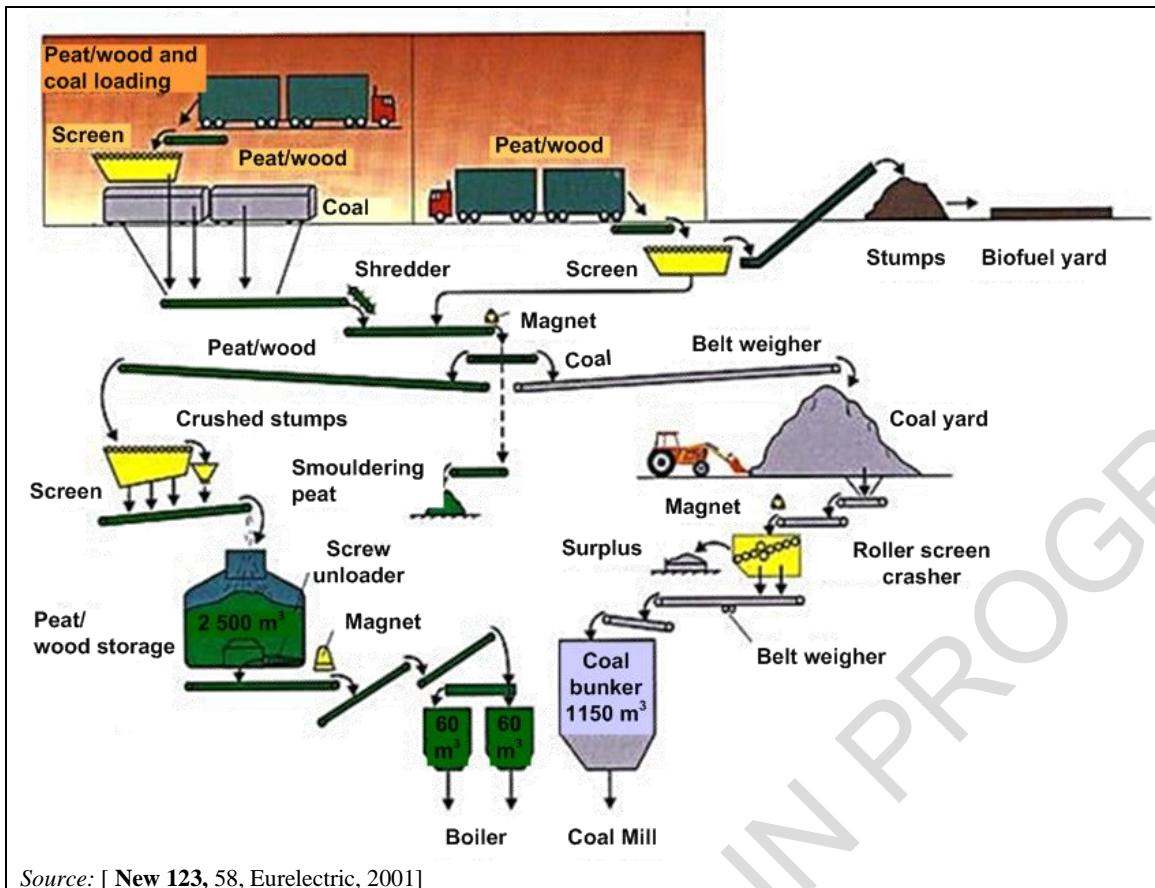 Peat/wood and
coal loading
Screen
Peat/wood
Peat/wood
Coal
Shredder
Screen
Stumps
Biofuel yard
Magnet
Peat/wood
Coal
Belt weigher
Crushed stumps
Coal yard
Screen
Smouldering
peat
Magnet
Screw
unloader
Surplus
Roller screen
crasher
2 500 m³
Peat/
wood storage
Magnet
Belt weigher
Coal
bunker
1150 m³
60
m³
60
m³
Boiler
Coal Mill
Source: [ New 123, 58, Eurelectric, 2001]
IN PROGR